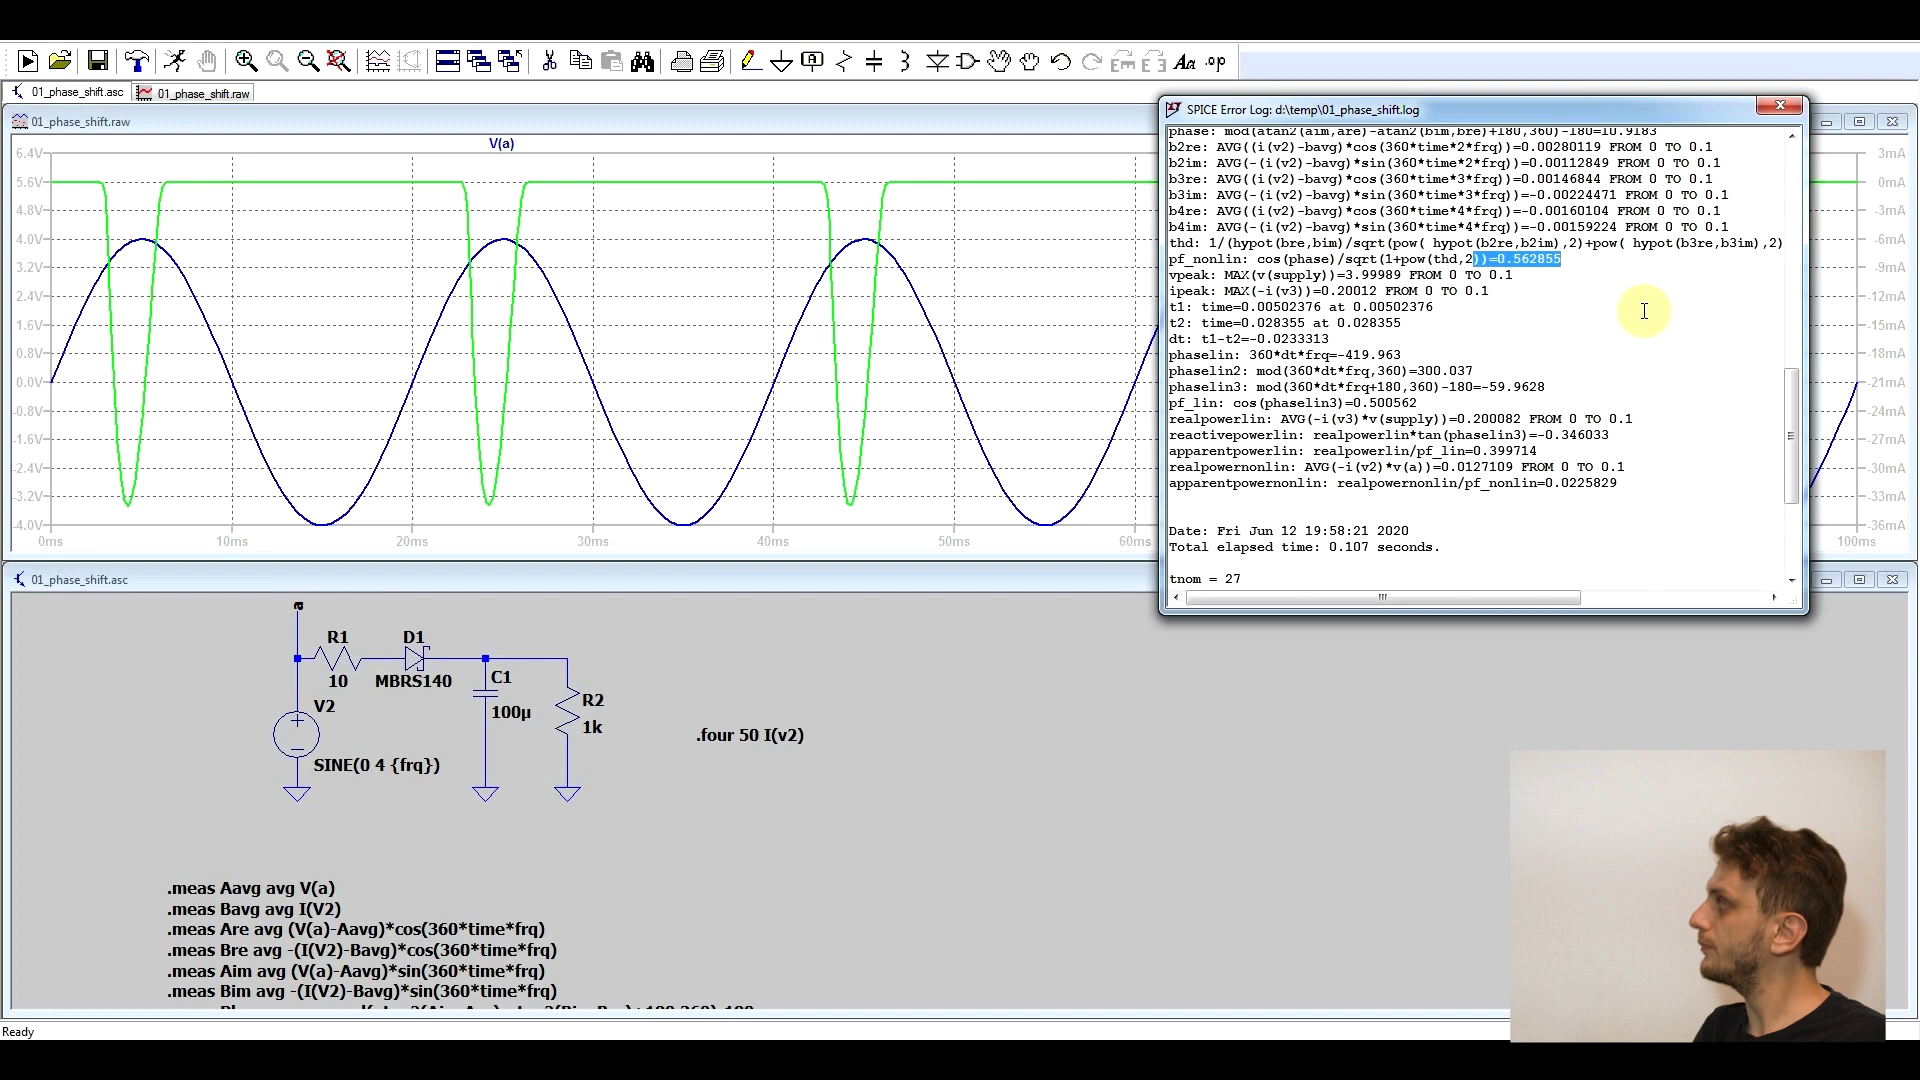 01_phase_shift.asc
01_phase_shift.raw
01_phase_shift.raw
V(a)
6.4V
5.6V
4.8V
4.0V
3.2V
2.4V
1.6V
0.8V
0.0V
-0.8V
-1.6V
-2.4V
-3.2V
-4.0V
0ms
10ms
20ms
30ms
40ms
50ms
60ms
100ms
3mA
0mA
-3mA
-6mA
-9mA
-12mA
-15mA
-18mA
-21mA
-24mA
-27mA
-30mA
-33mA
-36mA
SPICE Error Log: d:\temp\01_phase_shift.log
phase: mod(atan2(aim,are)-atan2(bim,bre)+180,360)-180=10.9183
b2re: AVG((i(v2)-bavg)*cos(360*time*2*frq))=0.00280119 FROM 0 TO 0.1
b2im: AVG(-(i(v2)-bavg)*sin(360*time*2*frq))=0.00112849 FROM 0 TO 0.1
b3re: AVG((i(v2)-bavg)*cos(360*time*3*frq))=0.00146844 FROM 0 TO 0.1
b3im: AVG(-(i(v2)-bavg)*sin(360*time*3*frq))=-0.00224471 FROM 0 TO 0.1
b4re: AVG((i(v2)-bavg)*cos(360*time*4*frq))=-0.00160104 FROM 0 TO 0.1
b4im: AVG(-(i(v2)-bavg)*sin(360*time*4*frq))=-0.00159224 FROM 0 TO 0.1
thd: 1/(hypot(bre,bim)/sqrt(pow( hypot(b2re,b2im),2)+pow( hypot(b3re,b3im),2)
pf_nonlin: cos(phase)/sqrt(1+pow(thd,2))=0.562855
vpeak: MAX(v(supply))=3.99989 FROM 0 TO 0.1
ipeak: MAX(-i(v3))=0.20012 FROM 0 TO 0.1
t1: time=0.00502376 at 0.00502376
t2: time=0.028355 at 0.028355
dt: t1-t2=-0.0233313
phaselin: 360*dt*frq=-419.963
phaselin2: mod(360*dt*frq,360)=300.037
phaselin3: mod(360*dt*frq+180,360)-180=-59.9628
pf_lin: cos(phaselin3)=0.500562
realpowerlin: AVG(-i(v3)*v(supply))=0.200082 FROM 0 TO 0.1
reactivepowerlin: realpowerlin*tan(phaselin3)=-0.346033
apparentpowerlin: realpowerlin/pf_lin=0.399714
realpowernonlin: AVG(-i(v2)*v(a))=0.0127109 FROM 0 TO 0.1
apparentpowernonlin: realpowernonlin/pf_nonlin=0.0225829
Date: Fri Jun 12 19:58:21 2020
Total elapsed time: 0.107 seconds.
tnom = 27
01_phase_shift.asc
a
R1
10
D1
MBRS140
C1
100µ
R2
1k
V2
SINE(0 4 {frq})
.four 50 I(v2)
.meas Aavg avg V(a)
.meas Bavg avg I(V2)
.meas Are avg (V(a)-Aavg)*cos(360*time*frq)
.meas Bre avg -(I(V2)-Bavg)*cos(360*time*frq)
.meas Aim avg (V(a)-Aavg)*sin(360*time*frq)
.meas Bim avg -(I(V2)-Bavg)*sin(360*time*frq)
Ready